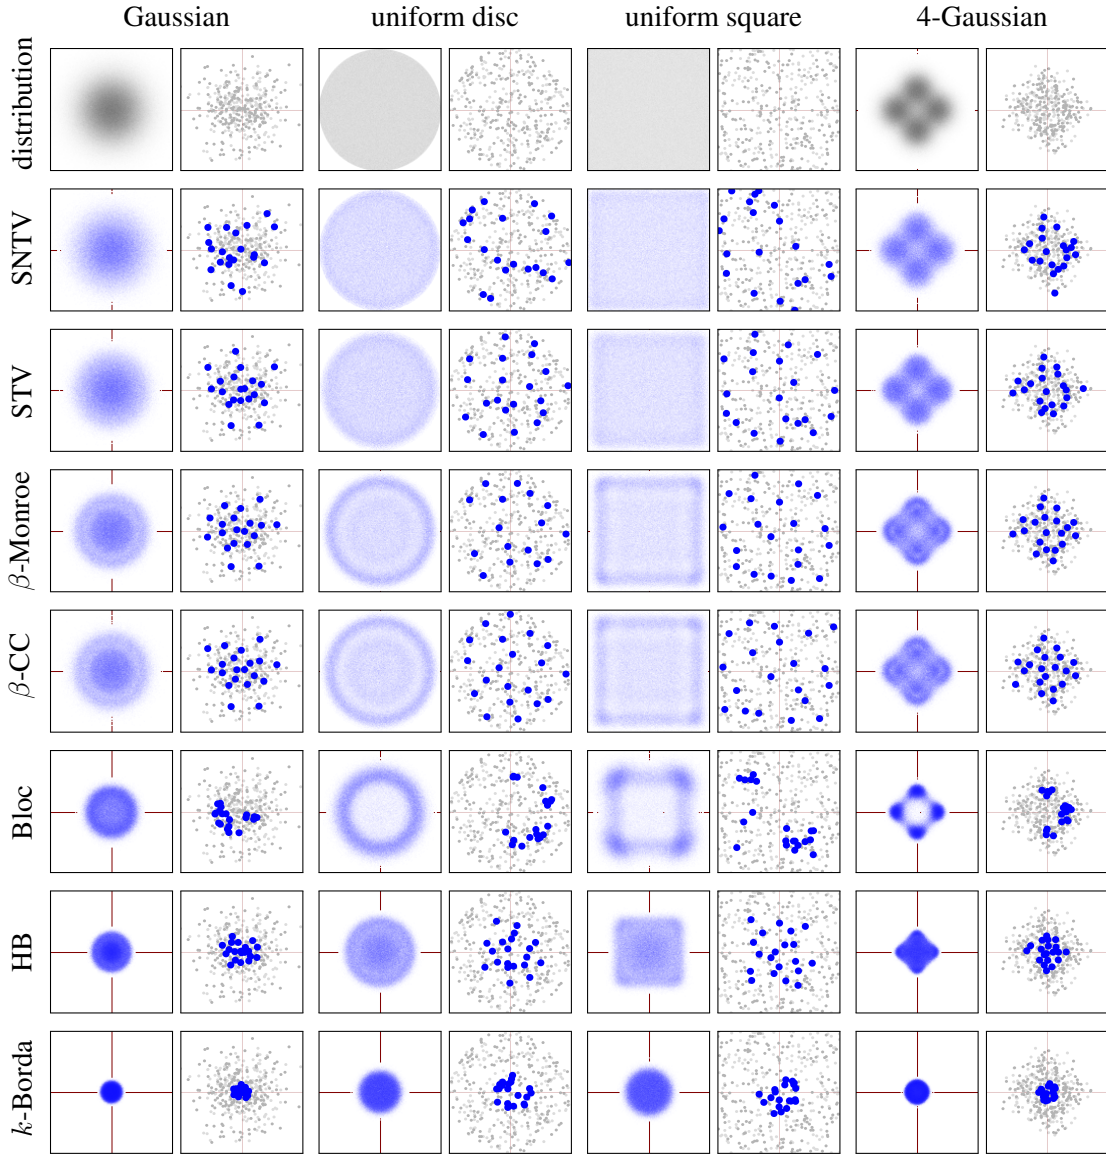 Gaussian uniform disc uniform square 4-Gaussian
distribution
SNTV
STV
β-Monroe
β-CC
Bloc
HB
k-Borda